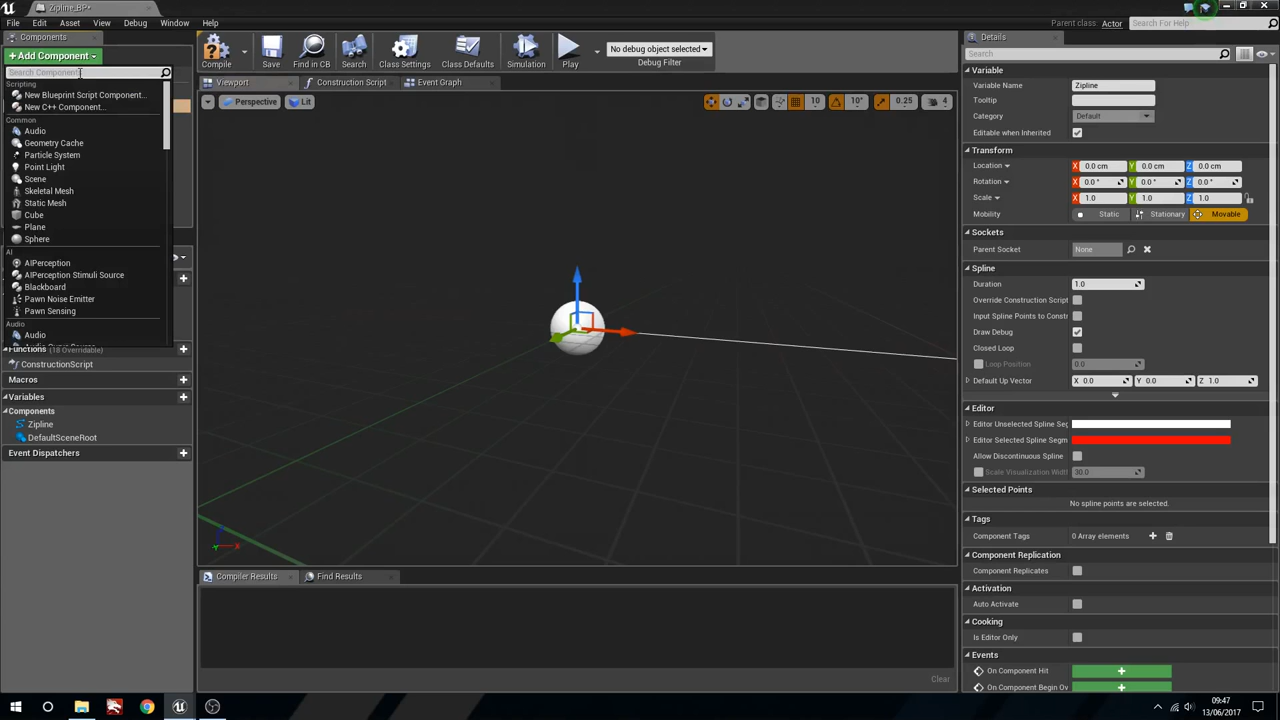 Zipline_BP*
File Edit Asset View Debug Window Help
Parent class: Actor
Search For Help
Components
+Add Component
Search Components
Scripting
New Blueprint Script Component...
New C++ Component...
Common
Audio
Geometry Cache
Particle System
Point Light
Scene
Skeletal Mesh
Static Mesh
Cube
Plane
Sphere
AI
AIPerception
AIPerception Stimuli Source
Blackboard
Pawn Noise Emitter
Pawn Sensing
Audio
Audio
Functions (18 Overridable)
ConstructionScript
Macros
Variables
Components
Zipline
DefaultSceneRoot
Event Dispatchers
Compile Save Find in CB Search Class Settings Class Defaults Simulation Play
No debug object selected
Debug Filter
Viewport Construction Script Event Graph
Perspective Lit
10 10° 0.25 4
Compiler Results Find Results
Clear
Details
Search
Variable
Variable Name Zipline
Tooltip
Category Default
Editable when Inherited
Transform
Location X 0.0 cm Y 0.0 cm Z 0.0 cm
Rotation X 0.0 ° Y 0.0 ° Z 0.0 °
Scale X 1.0 Y 1.0 Z 1.0
Mobility Static Stationary Movable
Sockets
Parent Socket None
Spline
Duration 1.0
Override Construction Script
Input Spline Points to Constr
Draw Debug
Closed Loop
Loop Position 0.0
Default Up Vector X 0.0 Y 0.0 Z 1.0
Editor
Editor Unselected Spline Seg
Editor Selected Spline Segm
Allow Discontinuous Spline
Scale Visualization Width 30.0
Selected Points
No spline points are selected.
Tags
Component Tags 0 Array elements
Component Replication
Component Replicates
Activation
Auto Activate
Cooking
Is Editor Only
Events
On Component Hit
On Component Begin Ov
09:47
13/06/2017